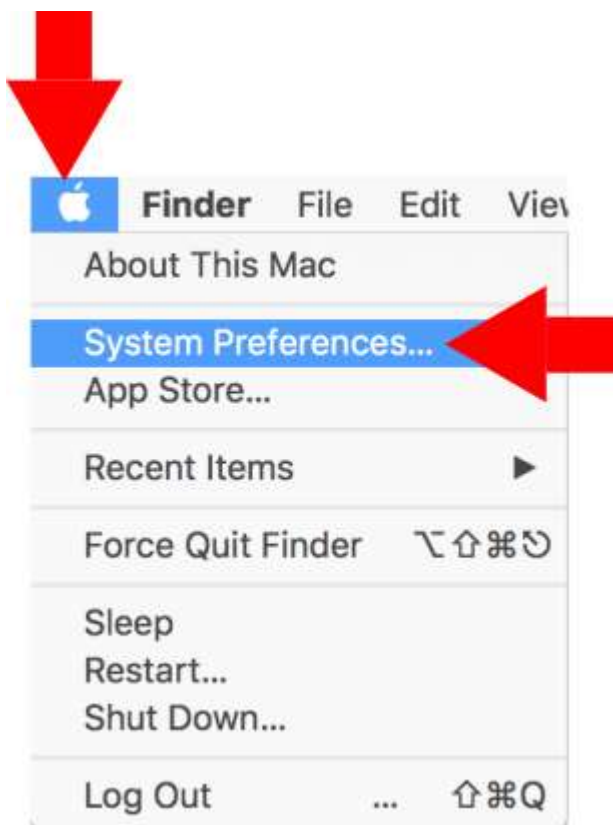 Finder File Edit
About This Mac
System Preferences...
App Store...
Recent Items ▶
Force Quit Finder ⌥⇧⌘⎋
Sleep
Restart...
Shut Down...
Log Out ... ⇧⌘Q